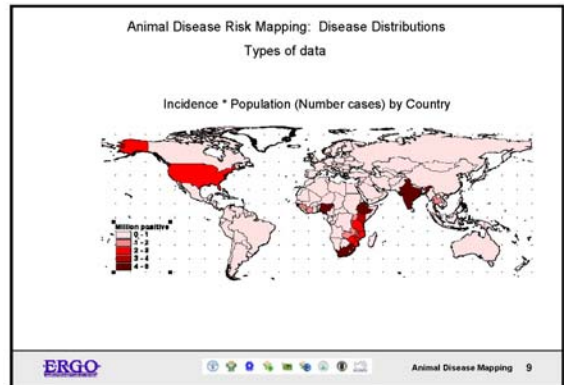 Animal Disease Risk Mapping: Disease Distributions
Types of data
Incidence * Population (Number cases) by Country
Million positive
0 - 1
1 - 2
2 - 3
3 - 4
4 - 6
ERGO
Animal Disease Mapping 9